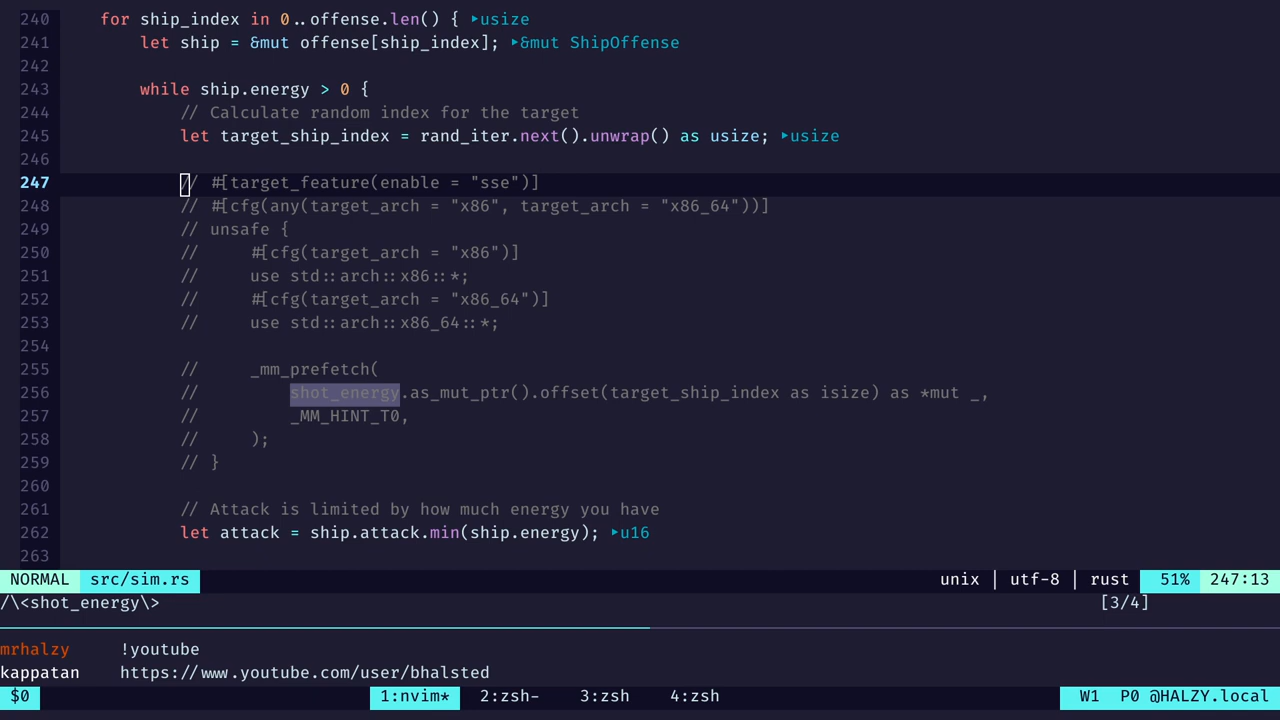 240 for ship_index in 0..offense.len() { ▸usize
241 let ship = &mut offense[ship_index]; ▸&mut ShipOffense
242
243 while ship.energy > 0 {
244 // Calculate random index for the target
245 let target_ship_index = rand_iter.next().unwrap() as usize; ▸usize
246
247 // #[target_feature(enable = "sse")]
248 // #[cfg(any(target_arch = "x86", target_arch = "x86_64"))]
249 // unsafe {
250 // #[cfg(target_arch = "x86")]
251 // use std::arch::x86::*;
252 // #[cfg(target_arch = "x86_64")]
253 // use std::arch::x86_64::*;
254 //
255 // _mm_prefetch(
256 // shot_energy.as_mut_ptr().offset(target_ship_index as isize) as *mut _,
257 // _MM_HINT_T0,
258 // );
259 // }
260
261 // Attack is limited by how much energy you have
262 let attack = ship.attack.min(ship.energy); ▸u16
263
NORMAL src/sim.rs unix | utf-8 | rust 51% 247:13
/\<shot_energy\> [3/4]
mrhalzy !youtube
kappatan https://www.youtube.com/user/bhalsted
$0 1:nvim* 2:zsh- 3:zsh 4:zsh W1 P0 @HALZY.local